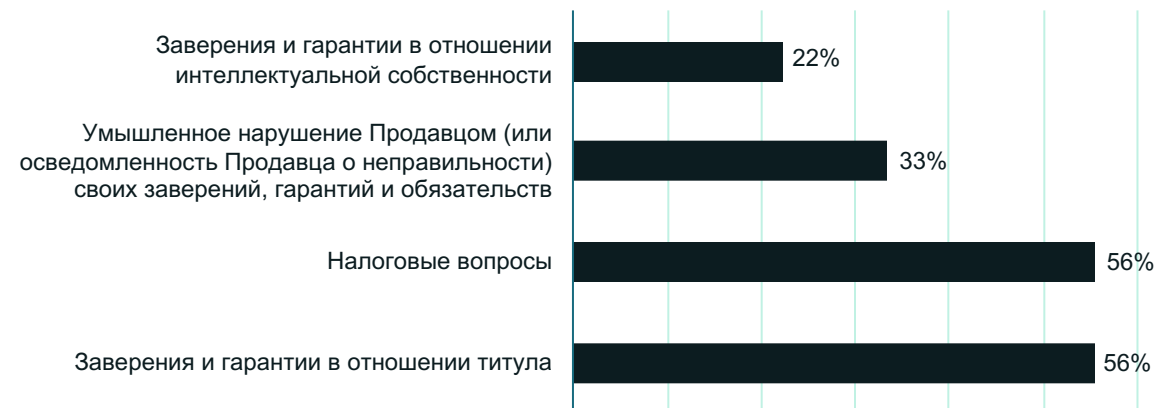 Заверения и гарантии в отношении
интеллектуальной собственности
22%
Умышленное нарушение Продавцом (или
осведомленность Продавца о неправильности)
своих заверений, гарантий и обязательств
33%
Налоговые вопросы
56%
Заверения и гарантии в отношении титула
56%